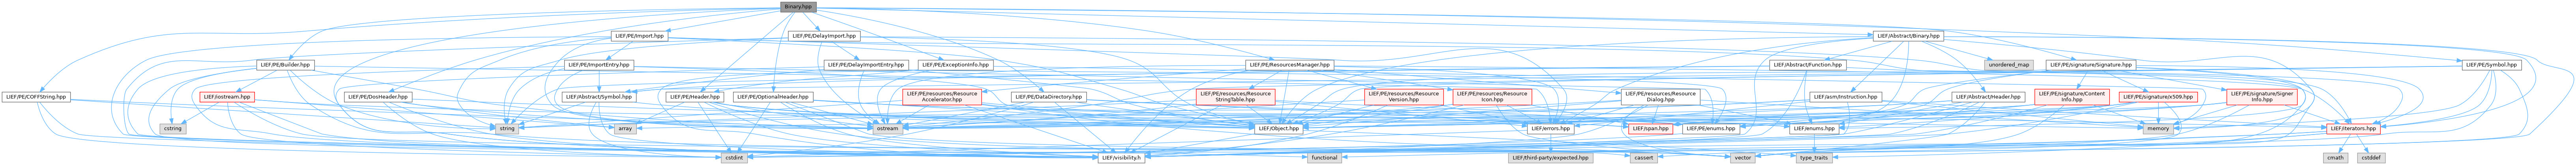 Binary.hpp
LIEF/PE/Import.hpp
LIEF/PE/DelayImport.hpp
LIEF/Abstract/Binary.hpp
LIEF/PE/Builder.hpp
LIEF/PE/ImportEntry.hpp
LIEF/PE/DelayImportEntry.hpp
LIEF/PE/ExceptionInfo.hpp
LIEF/PE/ResourcesManager.hpp
LIEF/Abstract/Function.hpp
unordered_map
LIEF/PE/signature/Signature.hpp
LIEF/PE/Symbol.hpp
LIEF/PE/COFFString.hpp
LIEF/iostream.hpp
LIEF/PE/DosHeader.hpp
LIEF/Abstract/Symbol.hpp
LIEF/PE/Header.hpp
LIEF/PE/OptionalHeader.hpp
LIEF/PE/resources/Resource
Accelerator.hpp
LIEF/PE/DataDirectory.hpp
LIEF/PE/resources/Resource
StringTable.hpp
LIEF/PE/resources/Resource
Version.hpp
LIEF/PE/resources/Resource
Icon.hpp
LIEF/PE/resources/Resource
Dialog.hpp
LIEF/asm/Instruction.hpp
LIEF/Abstract/Header.hpp
LIEF/PE/signature/Content
Info.hpp
LIEF/PE/signature/x509.hpp
LIEF/PE/signature/Signer
Info.hpp
cstring
string
array
ostream
LIEF/Object.hpp
LIEF/errors.hpp
LIEF/span.hpp
LIEF/PE/enums.hpp
LIEF/enums.hpp
memory
LIEF/iterators.hpp
cstdint
LIEF/visibility.h
functional
LIEF/third-party/expected.hpp
cassert
vector
type_traits
cmath
cstddef